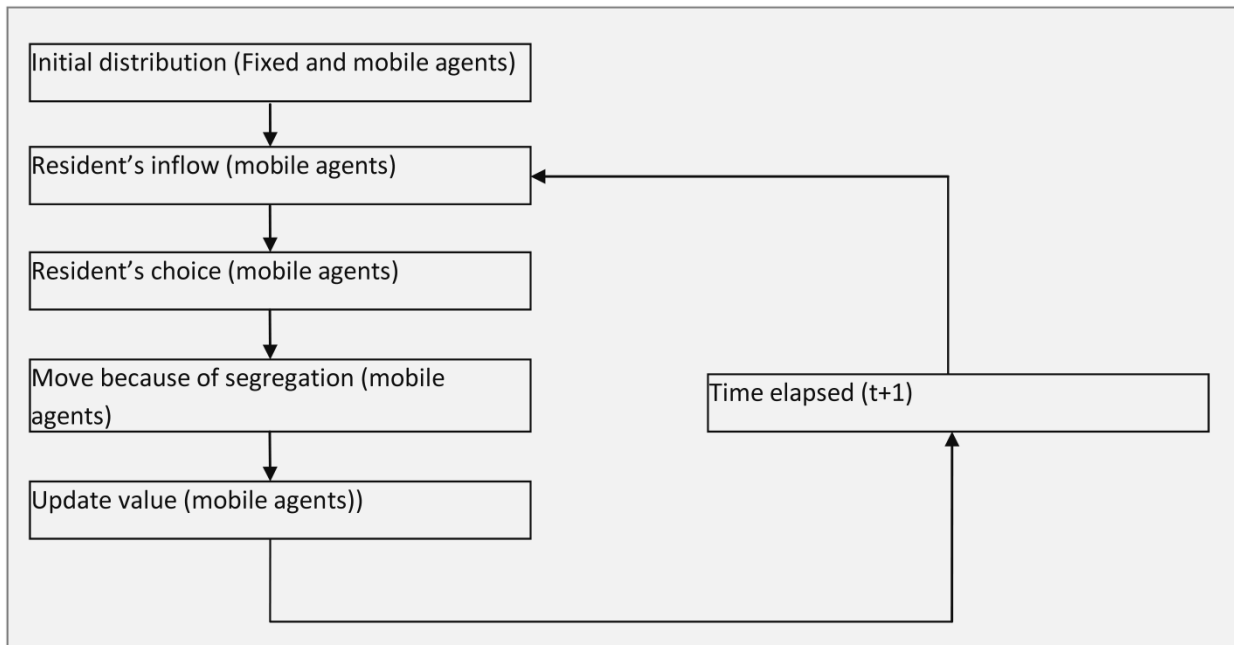 Initial distribution (Fixed and mobile agents)
Resident’s inflow (mobile agents)
Resident’s choice (mobile agents)
Move because of segregation (mobile
agents)
Time elapsed (t+1)
Update value (mobile agents))